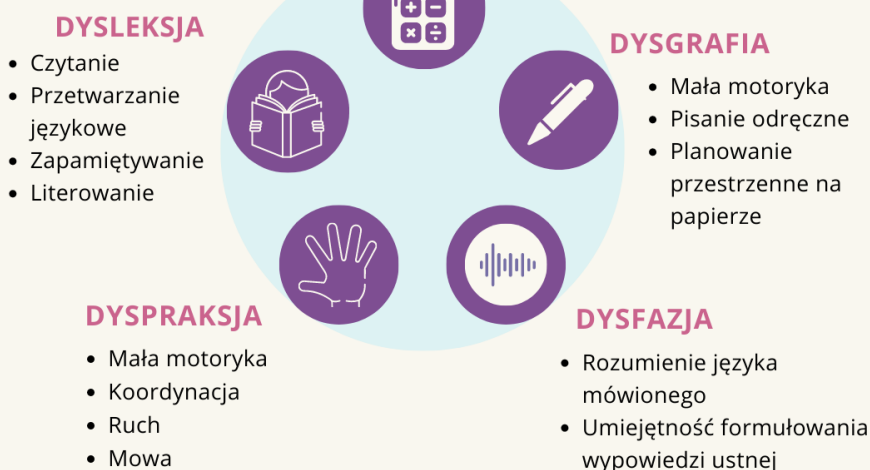 DYSLEKSJA
• Czytanie
• Przetwarzanie
językowe
• Zapamiętywanie
• Literowanie
DYSGRAFIA
• Mała motoryka
• Pisanie odręczne
• Planowanie
przestrzenne na
papierze
DYSPRAKSJA
• Mała motoryka
• Koordynacja
• Ruch
• Mowa
DYSFAZJA
• Rozumienie języka
mówionego
• Umiejętność formułowania
wypowiedzi ustnej